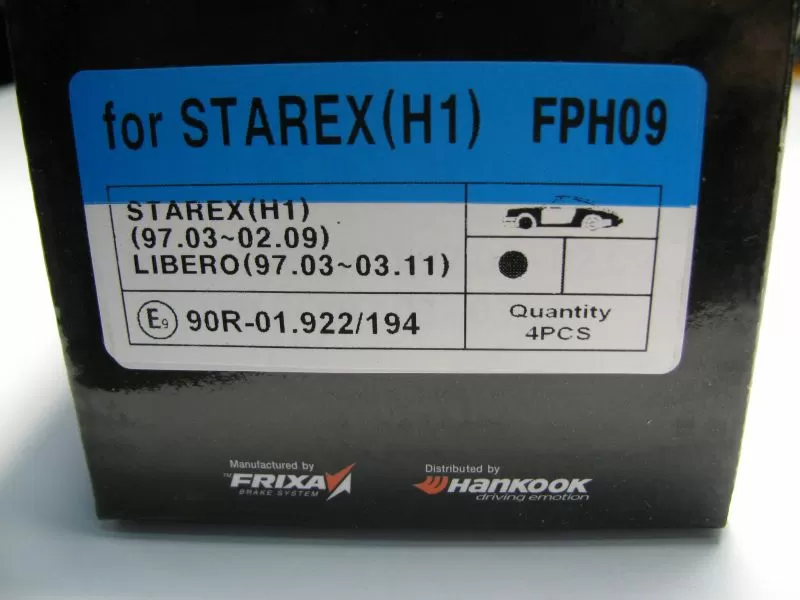 for STAREX(H1) FPH09
STAREX(H1)
(97.03~02.09)
LIBERO(97.03~03.11)
E9 90R-01.922/194
Quantity
4PCS
Manufactured by
™FRIXA
BRAKE SYSTEM
Distributed by
Hankook
driving emotion